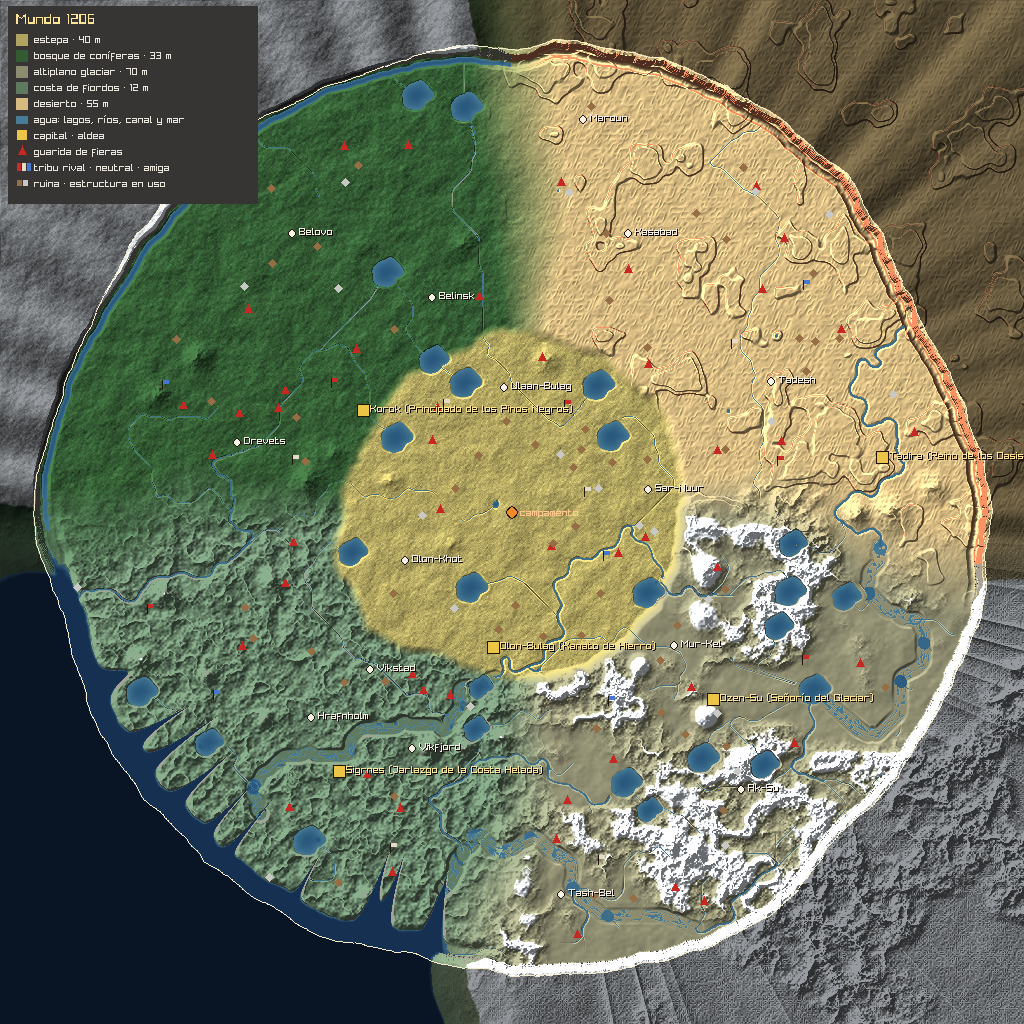 Mundo 1206
estepa · 40 m
bosque de coníferas · 33 m
altiplano glaciar · 70 m
costa de fiordos · 12 m
desierto · 55 m
agua: lagos, ríos, canal y mar
capital · aldea
guarida de fieras
tribu rival · neutral · amiga
ruina · estructura en uso
Maroun
Belovo
Kasabad
Belinsk
Tadesh
Ulaan-Bulag
Korok (Principado de los Pinos Negros)
Drevets
Tadira (Reino de los Oasis
Sar-Nuur
campamento
Olon-Khot
Olon-Bulag (Kanato de Hierro)
Mur-Kel
Vikstad
Ozen-Su (Señorío del Glaciar)
Hrafnholm
Vikfjord
Sigrnes (Jarlazgo de la Costa Helada)
Ak-Su
Tash-Bel